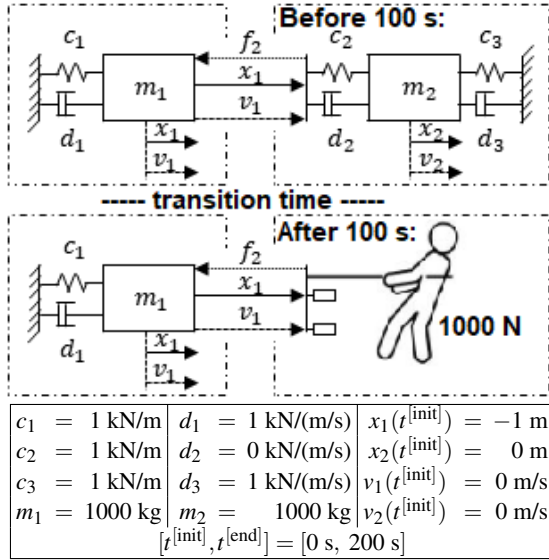 Before 100 s:
c₁ f₂ c₂ c₃
m₁ x₁ m₂
v₁
d₁ x₁ d₂ x₂ d₃
v₁ v₂
----- transition time -----
After 100 s:
c₁ f₂
m₁ x₁
v₁
d₁ x₁ 1000 N
v₁
c₁ = 1 kN/m d₁ = 1 kN/(m/s) x₁(t^[init]) = −1 m
c₂ = 1 kN/m d₂ = 0 kN/(m/s) x₂(t^[init]) = 0 m
c₃ = 1 kN/m d₃ = 1 kN/(m/s) v₁(t^[init]) = 0 m/s
m₁ = 1000 kg m₂ = 1000 kg v₂(t^[init]) = 0 m/s
[t^[init], t^[end]] = [0 s, 200 s]